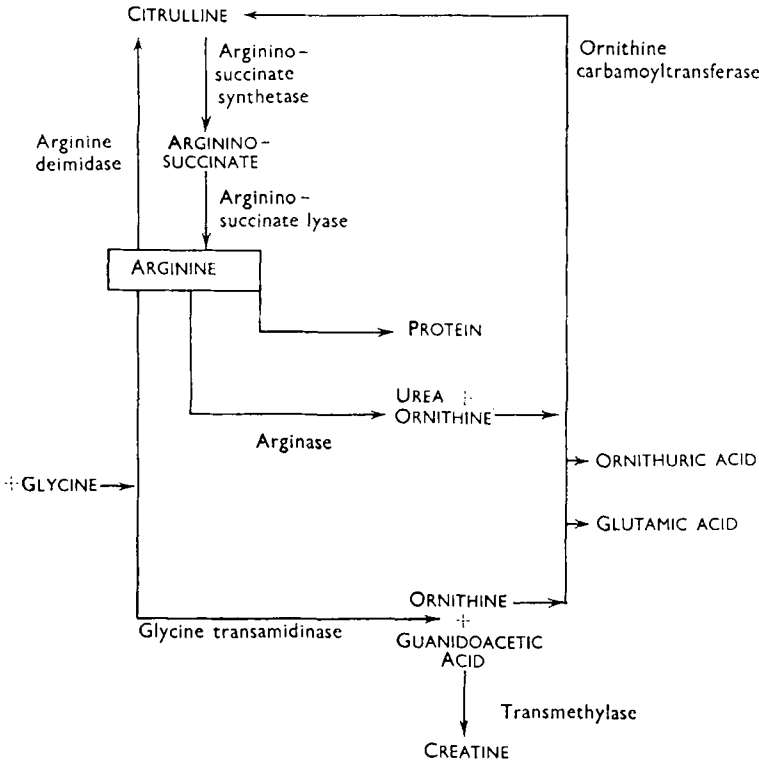 CITRULLINE
Arginino-
succinate
synthetase
Ornithine
carbamoyltransferase
Arginine
deimidase
ARGININO-
SUCCINATE
Arginino-
succinate lyase
ARGININE
PROTEIN
UREA +
ORNITHINE
Arginase
ORNITHURIC ACID
+GLYCINE
GLUTAMIC ACID
ORNITHINE
+
Glycine transamidinase
GUANIDOACETIC
ACID
Transmethylase
CREATINE